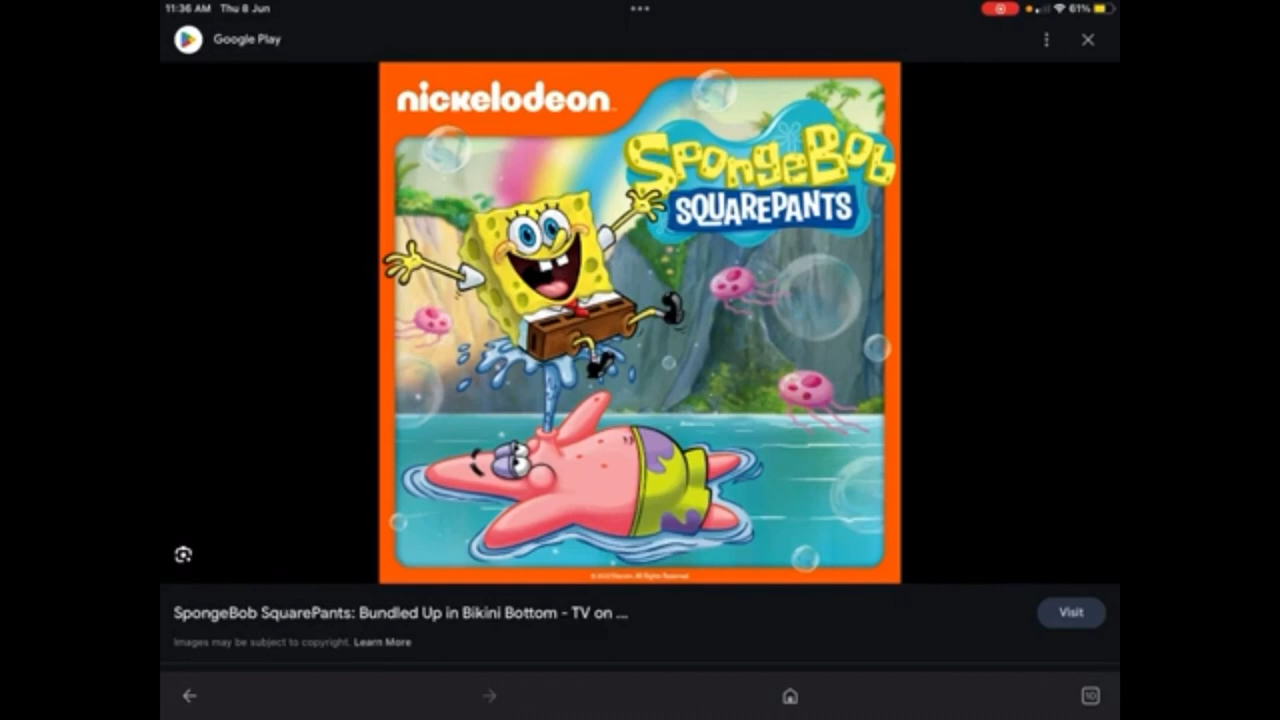 11:36 AM Thu 8 Jun
61%
Google Play
nickelodeon
SpongeBob
SQUAREPANTS
SpongeBob SquarePants: Bundled Up in Bikini Bottom - TV on ...
Visit
Images may be subject to copyright. Learn More
10